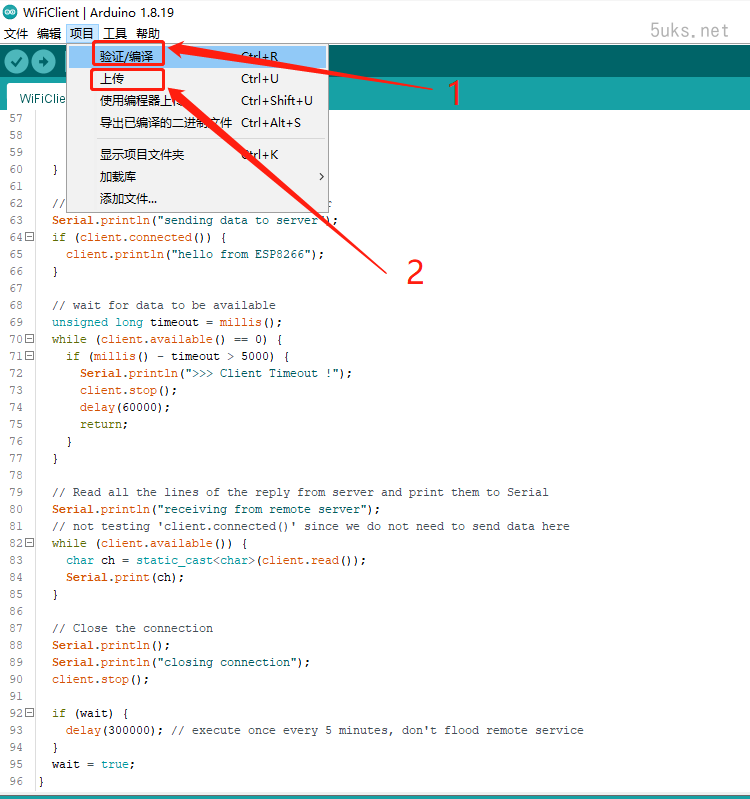 WiFiClient | Arduino 1.8.19
文件 编辑 项目 工具 帮助
5uks.net
验证/编译 Ctrl+R
上传 Ctrl+U
1
使用编程器上传 Ctrl+Shift+U
导出已编译的二进制文件 Ctrl+Alt+S
显示项目文件夹 Ctrl+K
加载库
添加文件...
2
WiFiClie
57
58
59
60 }
61
62 //
63 Serial.println("sending data to server");
64 if (client.connected()) {
65 client.println("hello from ESP8266");
66 }
67
68 // wait for data to be available
69 unsigned long timeout = millis();
70 while (client.available() == 0) {
71 if (millis() - timeout > 5000) {
72 Serial.println(">>> Client Timeout !");
73 client.stop();
74 delay(60000);
75 return;
76 }
77 }
78
79 // Read all the lines of the reply from server and print them to Serial
80 Serial.println("receiving from remote server");
81 // not testing 'client.connected()' since we do not need to send data here
82 while (client.available()) {
83 char ch = static_cast<char>(client.read());
84 Serial.print(ch);
85 }
86
87 // Close the connection
88 Serial.println();
89 Serial.println("closing connection");
90 client.stop();
91
92 if (wait) {
93 delay(300000); // execute once every 5 minutes, don't flood remote service
94 }
95 wait = true;
96 }